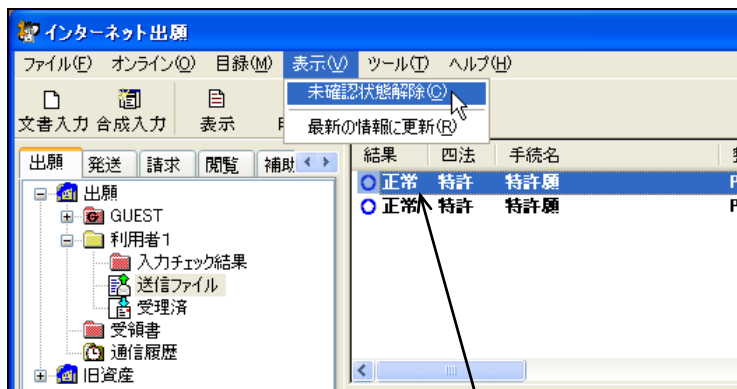 インターネット出願
ファイル(F) オンライン(O) 目録(M) 表示(V) ツール(T) ヘルプ(H)
未確認状態解除(C)
最新の情報に更新(R)
文書入力 合成入力 表示
出願 発送 請求 閲覧 補助
出願
GUEST
利用者1
入力チェック結果
送信ファイル
受理済
受領書
通信履歴
旧資産
結果 四法 手続名
正常 特許 特許願 P
正常 特許 特許願 P